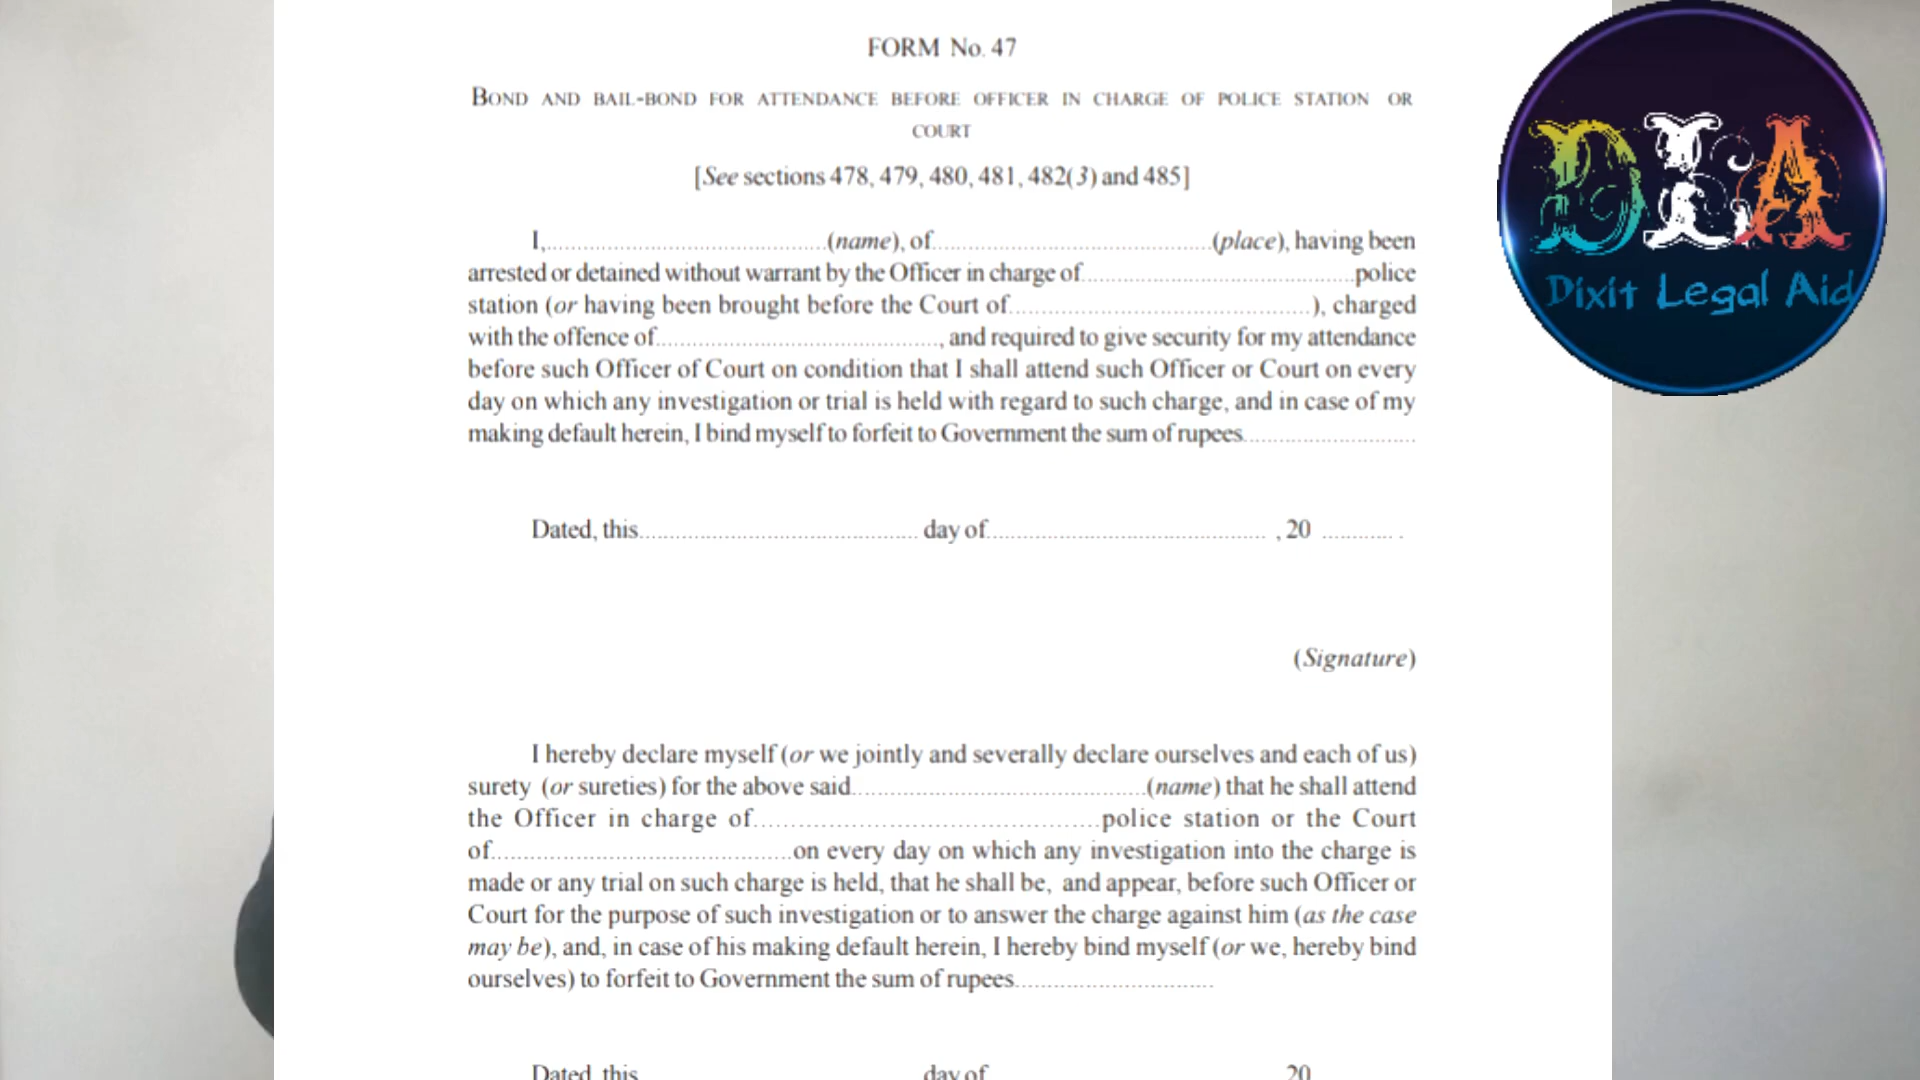 FORM No. 47
BOND AND BAIL-BOND FOR ATTENDANCE BEFORE OFFICER IN CHARGE OF POLICE STATION OR
COURT
[See sections 478, 479, 480, 481, 482(3) and 485]
I,..............................................(name), of..............................................(place), having been
arrested or detained without warrant by the Officer in charge of.............................................police
station (or having been brought before the Court of..................................................), charged
with the offence of..............................................., and required to give security for my attendance
before such Officer of Court on condition that I shall attend such Officer or Court on every
day on which any investigation or trial is held with regard to such charge, and in case of my
making default herein, I bind myself to forfeit to Government the sum of rupees.............................
Dated, this.............................................. day of.............................................. , 20 ............ .
(Signature)
I hereby declare myself (or we jointly and severally declare ourselves and each of us)
surety (or sureties) for the above said.................................................(name) that he shall attend
the Officer in charge of..............................................police station or the Court
of..................................................on every day on which any investigation into the charge is
made or any trial on such charge is held, that he shall be, and appear, before such Officer or
Court for the purpose of such investigation or to answer the charge against him (as the case
may be), and, in case of his making default herein, I hereby bind myself (or we, hereby bind
ourselves) to forfeit to Government the sum of rupees.................................
Dated, this day of 20
DLA
Dixit Legal Aid